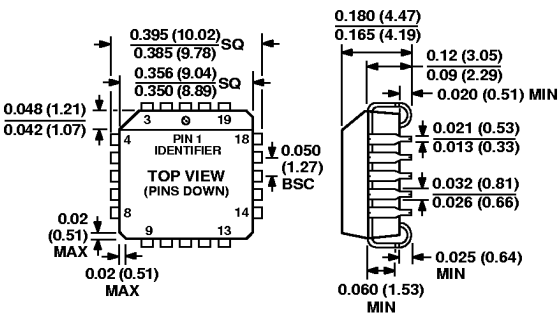 0.395 (10.02)
0.385 (9.78) SQ
0.356 (9.04)
0.350 (8.89) SQ
0.048 (1.21)
0.042 (1.07)
3 19
4 18
PIN 1
IDENTIFIER
TOP VIEW
(PINS DOWN)
8 14
9 13
0.050
(1.27)
BSC
0.02
(0.51)
MAX
0.02 (0.51)
MAX
0.180 (4.47)
0.165 (4.19)
0.12 (3.05)
0.09 (2.29)
0.020 (0.51) MIN
0.021 (0.53)
0.013 (0.33)
0.032 (0.81)
0.026 (0.66)
0.025 (0.64)
MIN
0.060 (1.53)
MIN